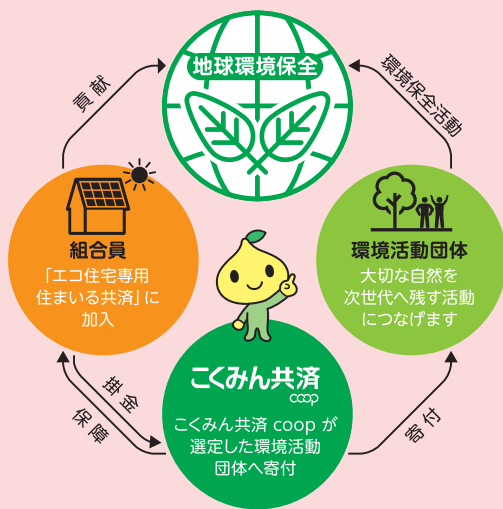 地球環境保全
貢献
環境保全活動
組合員
「エコ住宅専用
住まいる共済」に
加入
環境活動団体
大切な自然を
次世代へ残す活動
につなげます
こくみん共済
coop
こくみん共済 coop が
選定した環境活動
団体へ寄付
掛金
保障
寄付